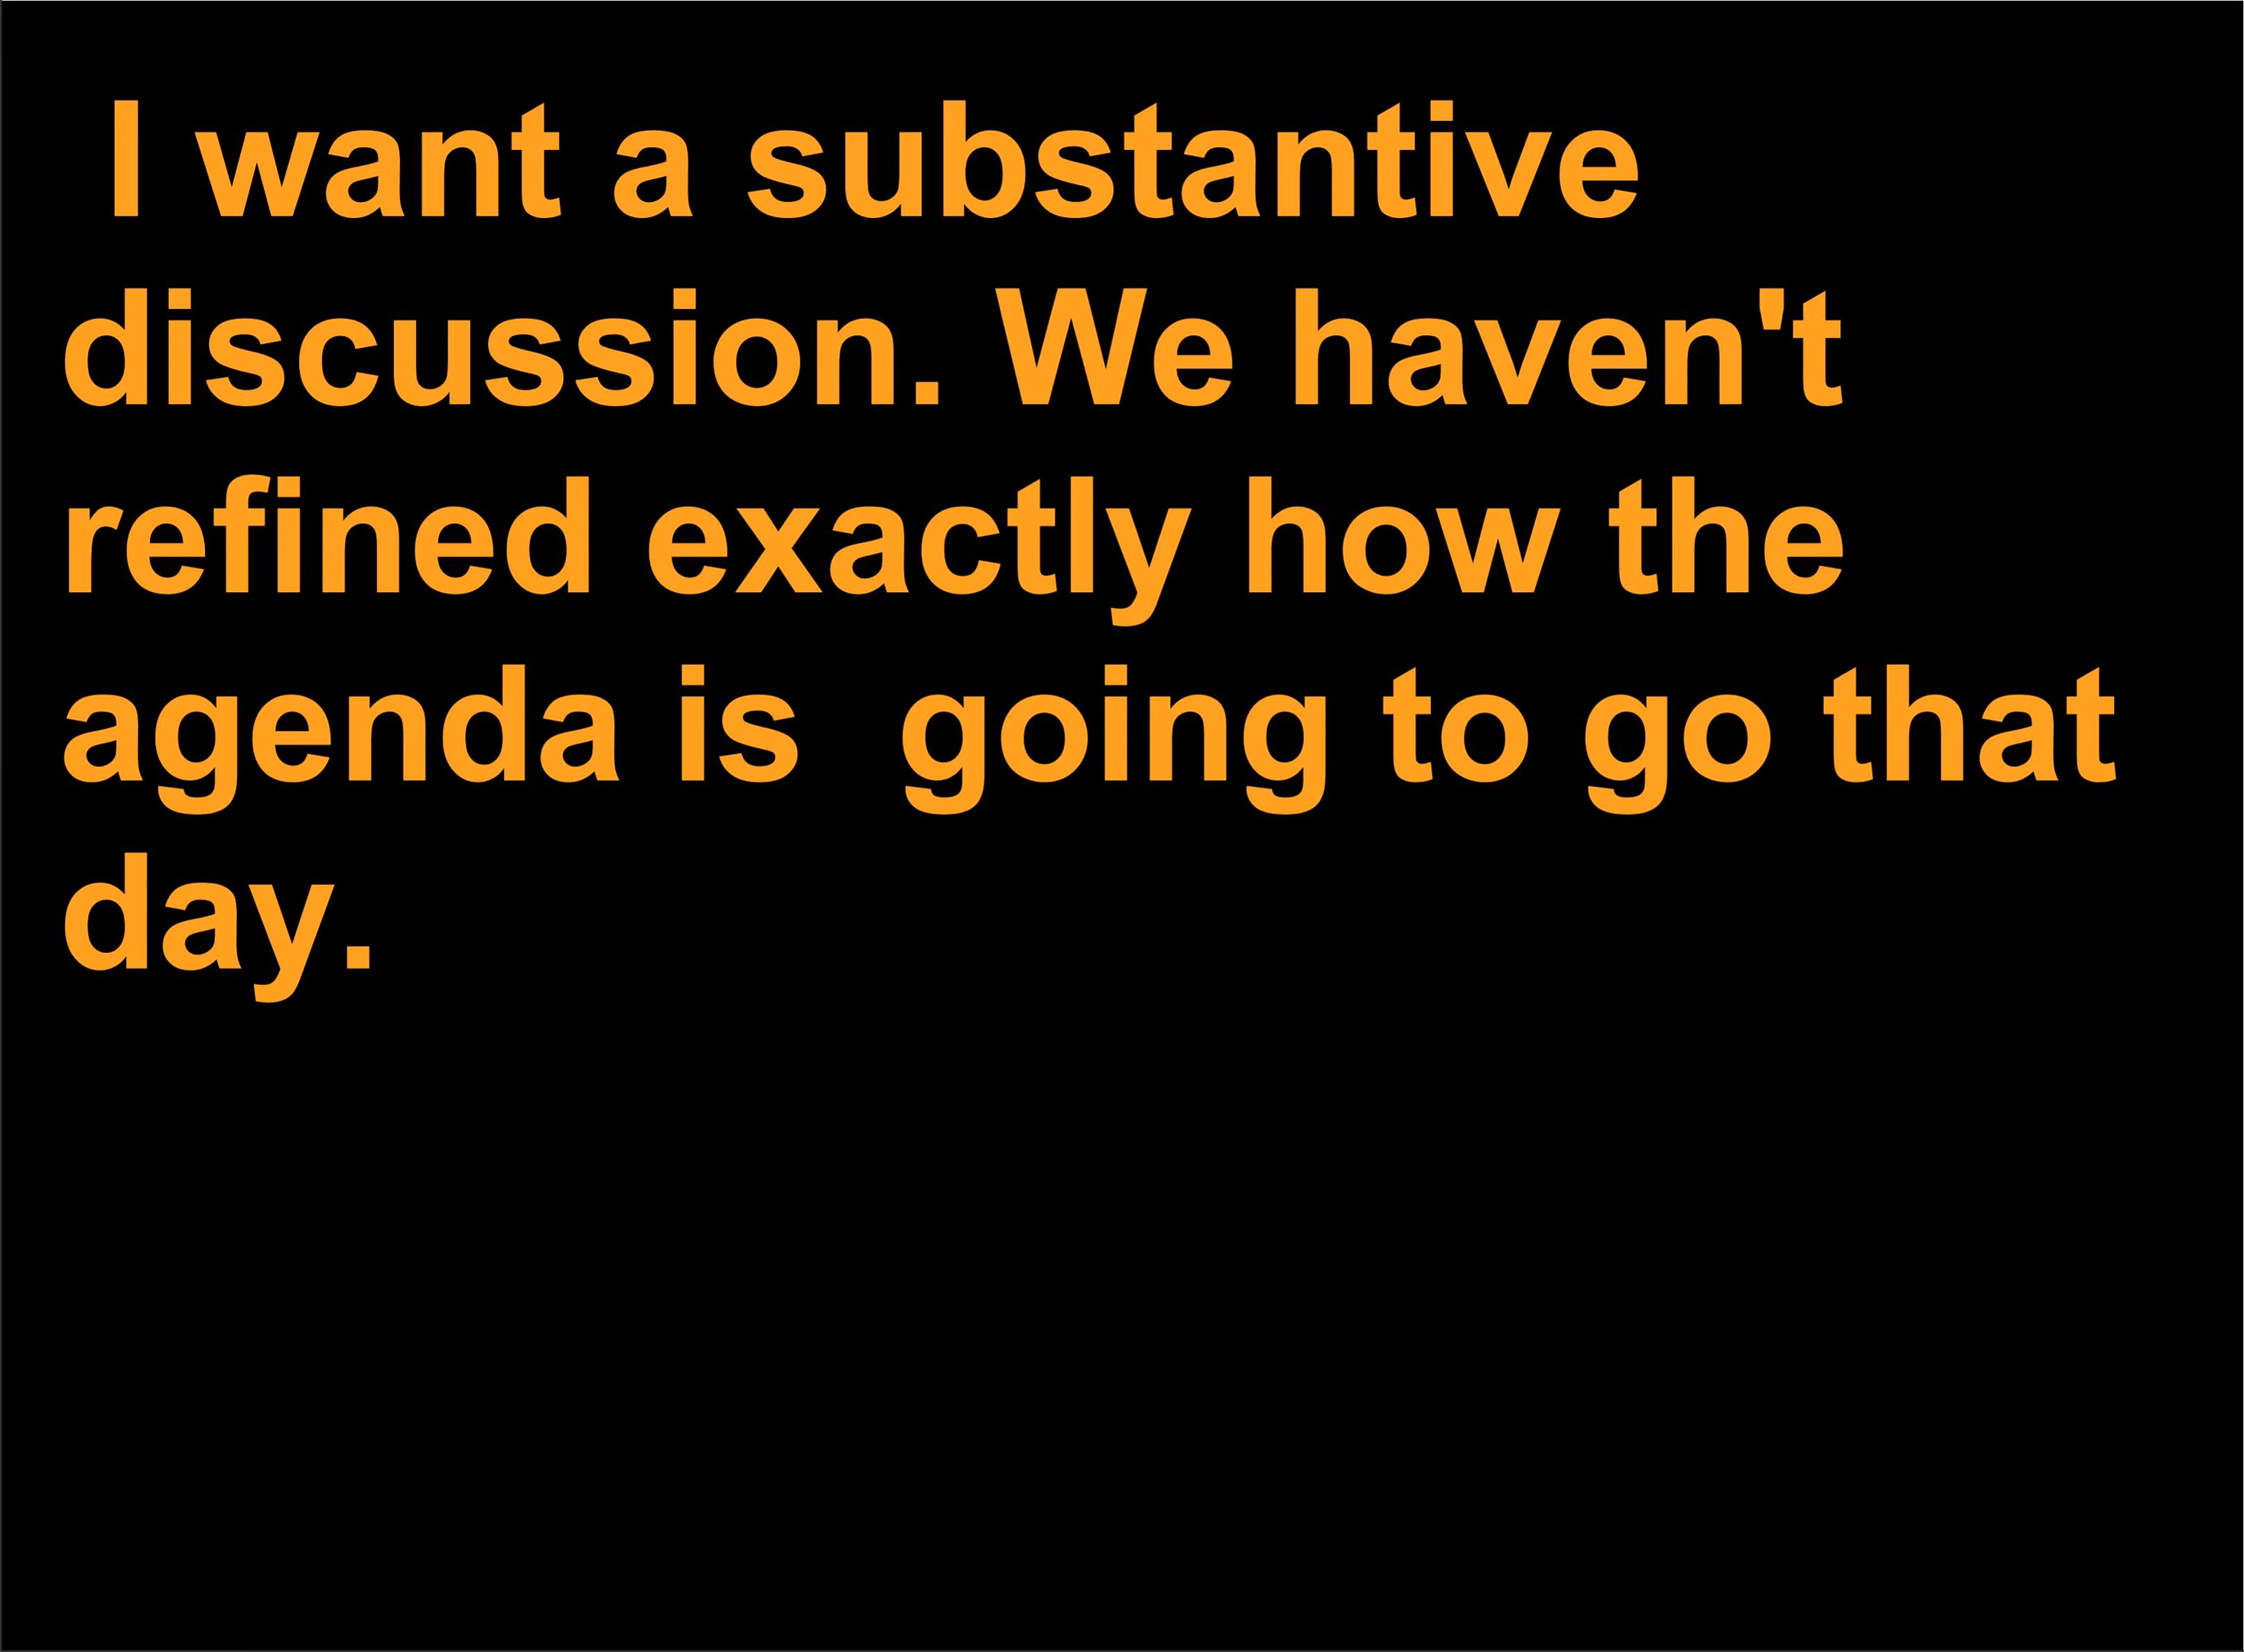 I want a substantive
discussion. We haven't
refined exactly how the
agenda is  going to go that
day.